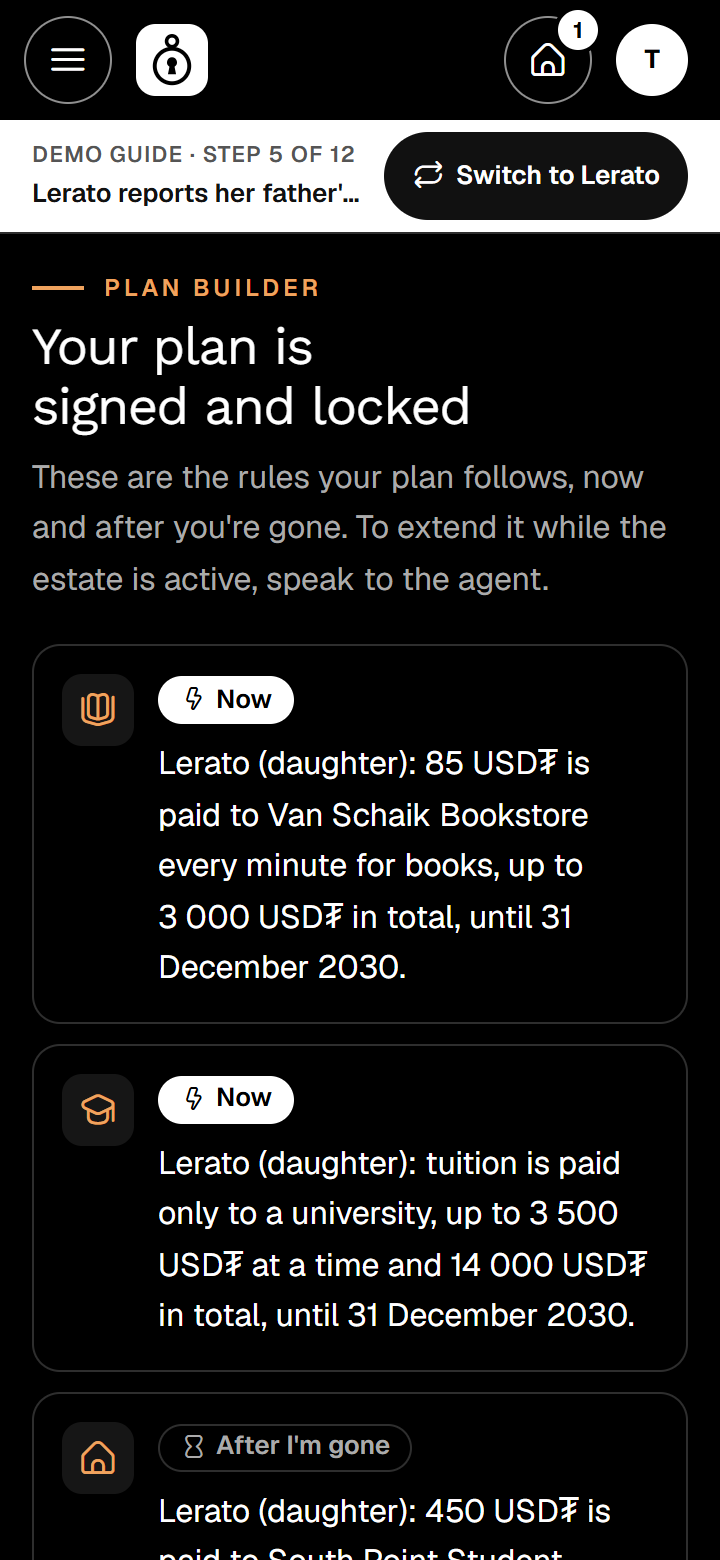 1
T
DEMO GUIDE · STEP 5 OF 12
Lerato reports her father'...
Switch to Lerato
PLAN BUILDER
Your plan is
signed and locked
These are the rules your plan follows, now
and after you're gone. To extend it while the
estate is active, speak to the agent.
Now
Lerato (daughter): 85 USD₮ is
paid to Van Schaik Bookstore
every minute for books, up to
3 000 USD₮ in total, until 31
December 2030.
Now
Lerato (daughter): tuition is paid
only to a university, up to 3 500
USD₮ at a time and 14 000 USD₮
in total, until 31 December 2030.
After I'm gone
Lerato (daughter): 450 USD₮ is
paid to South Point Student